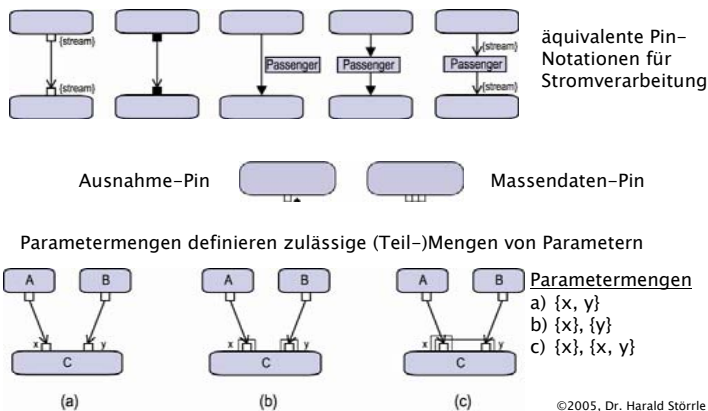 {stream}
{stream}
Passenger
Passenger
{stream}
Passenger
{stream}
äquivalente Pin-
Notationen für
Stromverarbeitung
Ausnahme-Pin
Massendaten-Pin
Parametermengen definieren zulässige (Teil-)Mengen von Parametern
A B
x y
C
(a)
A B
x y
C
(b)
A B
x y
C
(c)
Parametermengen
a) {x, y}
b) {x}, {y}
c) {x}, {x, y}
©2005, Dr. Harald Störrle